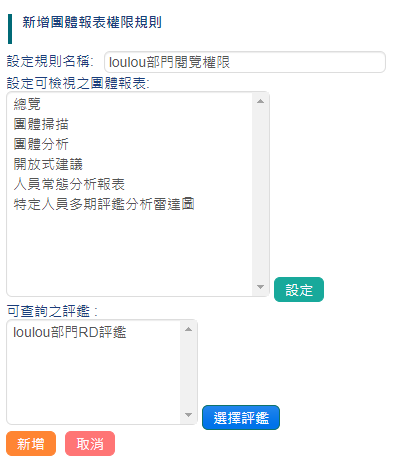 新增團體報表權限規則
設定規則名稱: loulou部門閱覽權限
設定可檢視之團體報表:
總覽
團體掃描
團體分析
開放式建議
人員常態分析報表
特定人員多期評鑑分析雷達圖
設定
可查詢之評鑑 :
loulou部門RD評鑑
選擇評鑑
新增 取消